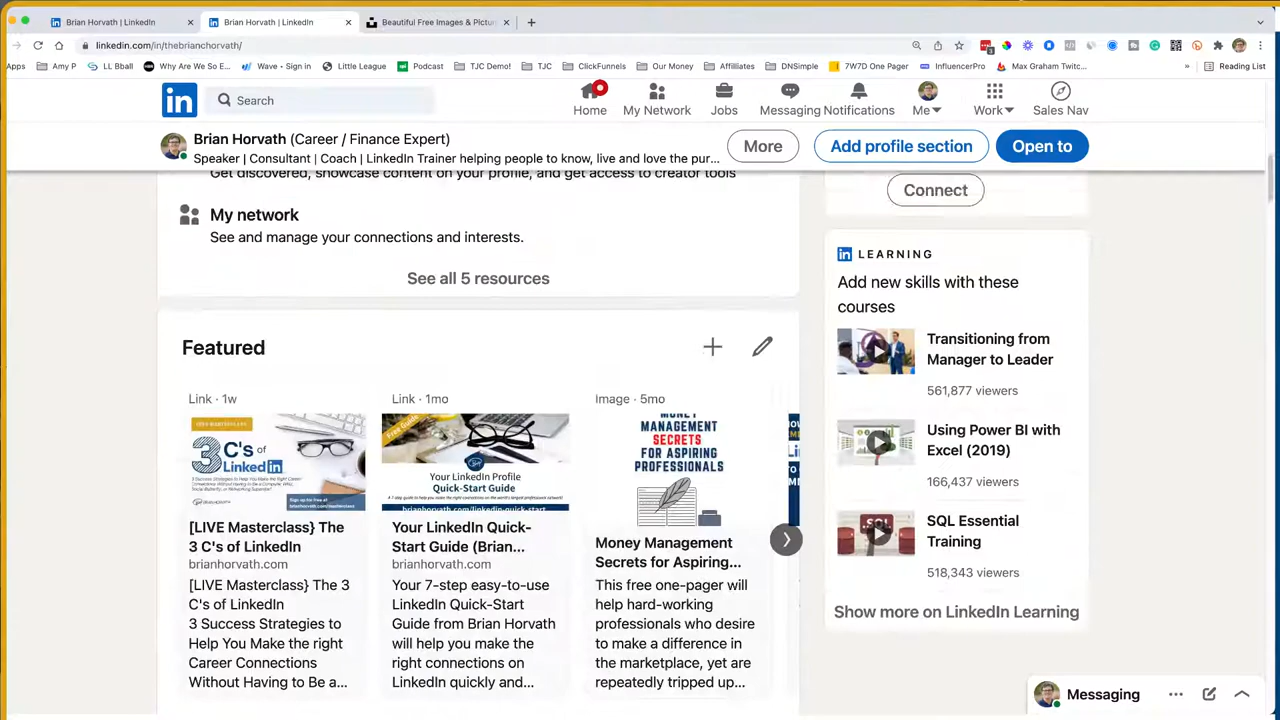 Brian Horvath | LinkedIn
Brian Horvath | LinkedIn
Beautiful Free Images & Pictu
linkedin.com/in/thebrianchorvath/
Apps Amy P LL Bball Why Are We So E... Wave - Sign in Little League Podcast TJC Demo! TJC ClickFunnels Our Money Affilliates DNSimple 7W7D One Pager InfluencerPro Max Graham Twitc... » Reading List
in Search
Home My Network Jobs Messaging Notifications Me Work Sales Nav
Brian Horvath (Career / Finance Expert)
Speaker | Consultant | Coach | LinkedIn Trainer helping people to know, live and love the pur...
More Add profile section Open to
Get discovered, showcase content on your profile, and get access to creator tools
My network
See and manage your connections and interests.
See all 5 resources
Featured
Link · 1w
3 C's of
LinkedIn
[LIVE Masterclass} The
3 C's of LinkedIn
brianhorvath.com
[LIVE Masterclass} The 3
C's of LinkedIn
3 Success Strategies to
Help You Make the right
Career Connections
Without Having to Be a...
Link · 1mo
Free Guide
Your LinkedIn Profile
Quick-Start Guide
brianhorvath.com/linkedin-quick-start
Your LinkedIn Quick-
Start Guide (Brian...
brianhorvath.com
Your 7-step easy-to-use
LinkedIn Quick-Start
Guide from Brian Horvath
will help you make the
right connections on
LinkedIn quickly and...
Image · 5mo
MONEY
MANAGEMENT
SECRETS
FOR ASPIRING
PROFESSIONALS
Money Management
Secrets for Aspiring...
This free one-pager will
help hard-working
professionals who desire
to make a difference in
the marketplace, yet are
repeatedly tripped up...
Connect
in LEARNING
Add new skills with these
courses
Transitioning from
Manager to Leader
561,877 viewers
Using Power BI with
Excel (2019)
166,437 viewers
SQL
SQL Essential
Training
518,343 viewers
Show more on LinkedIn Learning
Messaging